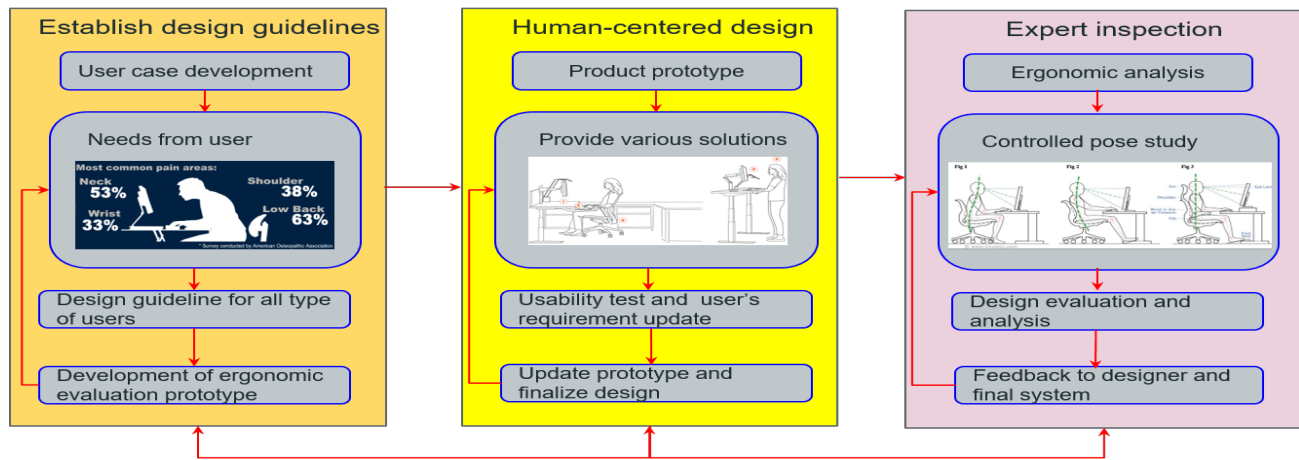 Establish design guidelines
User case development
Needs from user
Most common pain areas:
Neck
53%
Shoulder
38%
Wrist
33%
Low Back
63%
* Survey conducted by American Osteopathic Association
Design guideline for all type
of users
Development of ergonomic
evaluation prototype
Human-centered design
Product prototype
Provide various solutions
Usability test and user's
requirement update
Update prototype and
finalize design
Expert inspection
Ergonomic analysis
Controlled pose study
Fig 1
Fig 2
Fig 3
Design evaluation and
analysis
Feedback to designer and
final system